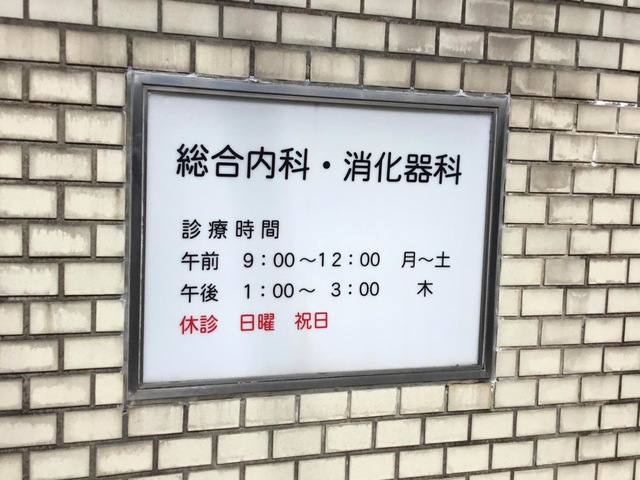 総合内科・消化器科
診療時間
午前 9:00～12:00 月～土
午後 1:00～ 3:00 木
休診 日曜 祝日